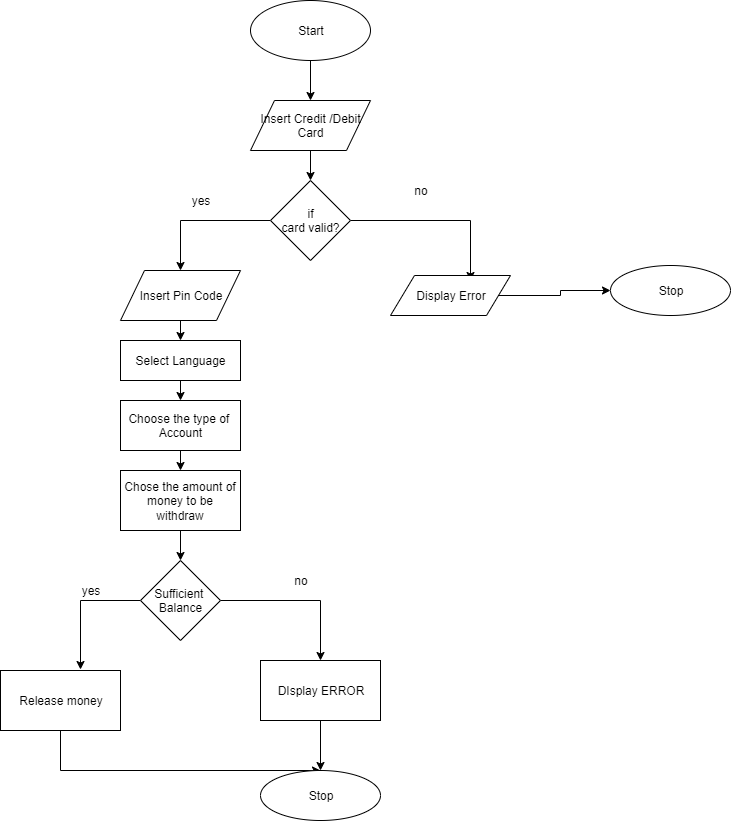 Start
Insert Credit /Debit
Card
yes
no
if
card valid?
Insert Pin Code
Display Error
Stop
Select Language
Choose the type of
Account
Chose the amount of
money to be
withdraw
yes
no
Sufficient
Balance
Release money
DIsplay ERROR
Stop